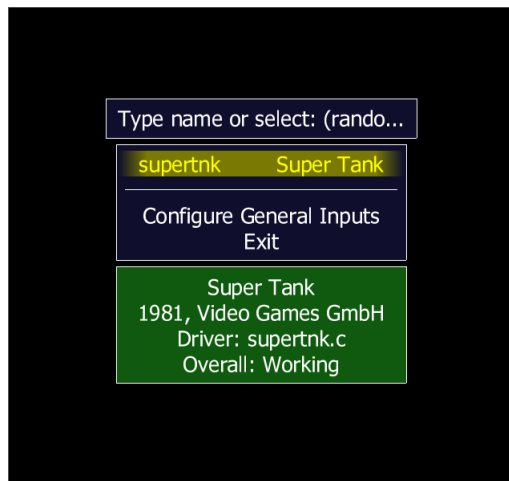 Type name or select: (rando...
supertnk Super Tank
Configure General Inputs
Exit
Super Tank
1981, Video Games GmbH
Driver: supertnk.c
Overall: Working